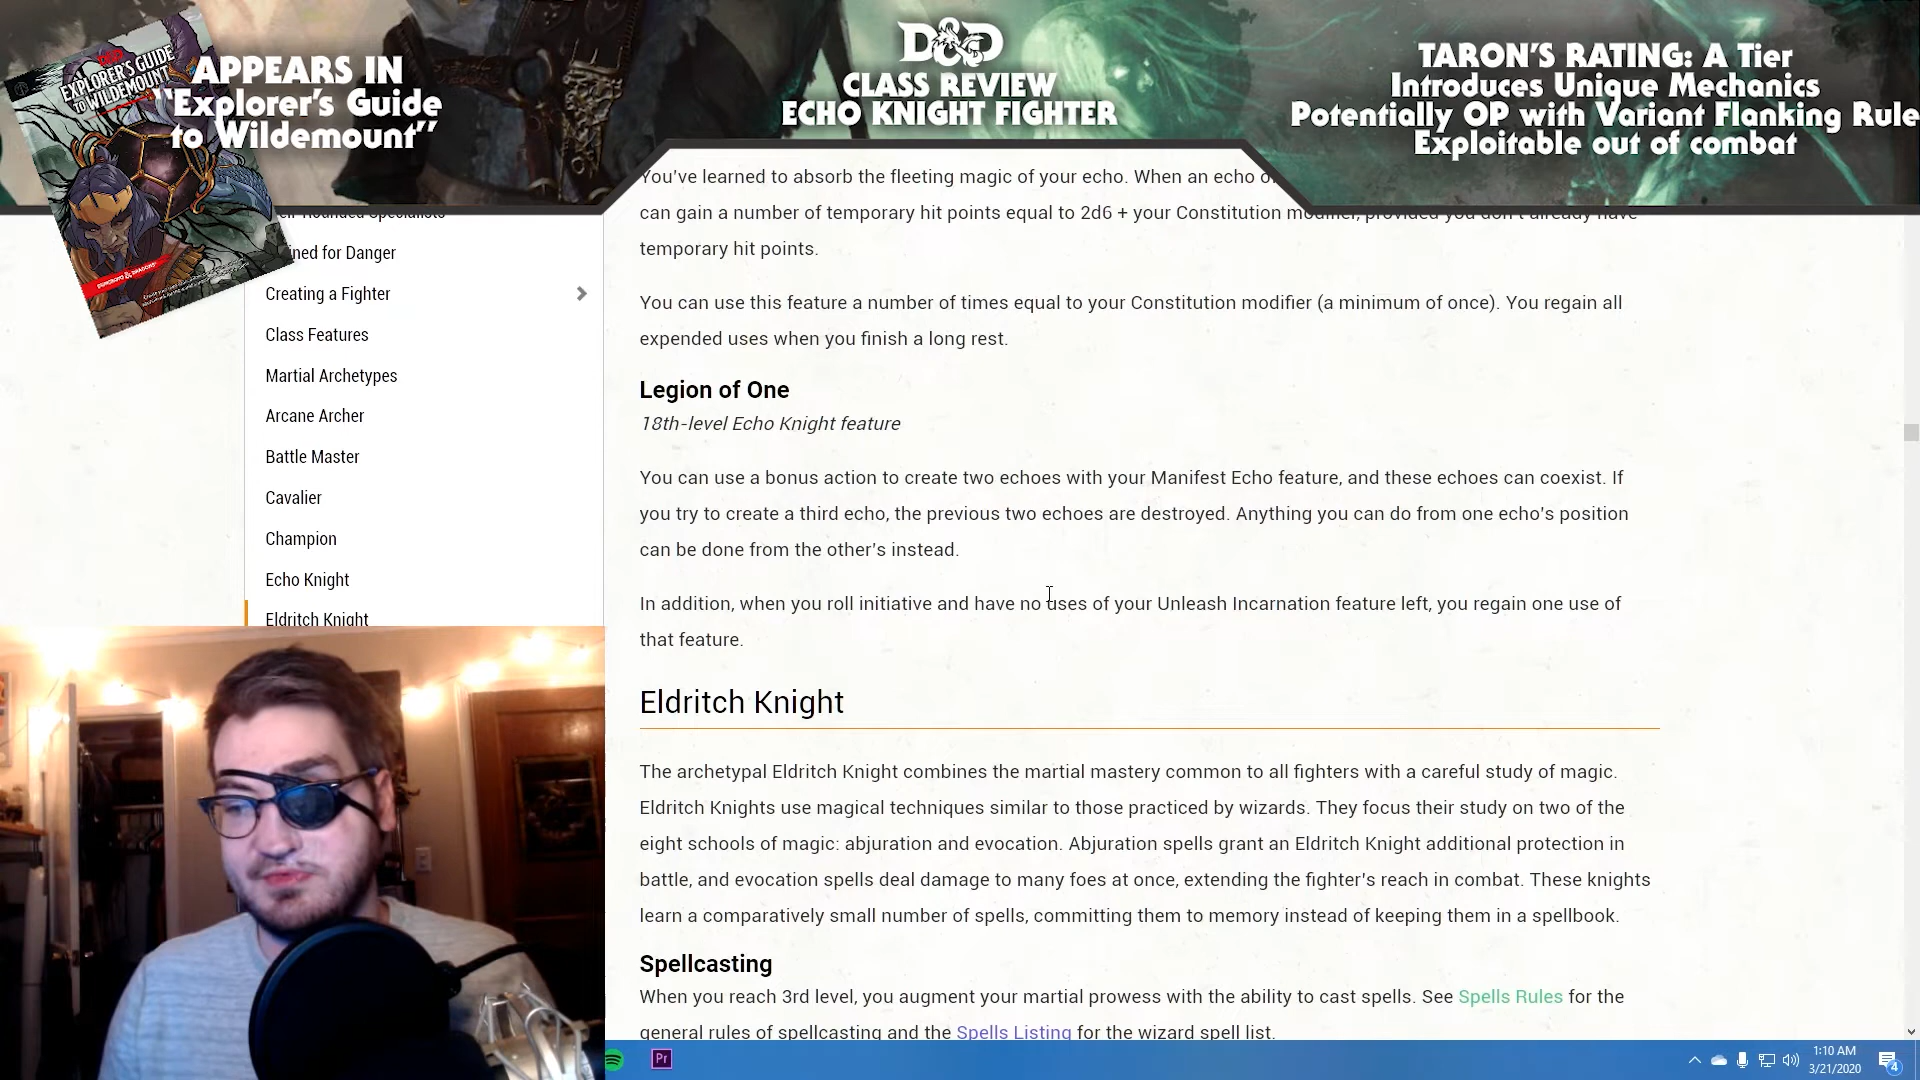 EXPLORER'S GUIDE
TO WILDEMOUNT
DUNGEONS & DRAGONS
APPEARS IN
"Explorer's Guide
to Wildemount"
D&D
CLASS REVIEW
ECHO KNIGHT FIGHTER
TARON'S RATING: A Tier
Introduces Unique Mechanics
Potentially OP with Variant Flanking Rule
Exploitable out of combat
ned for Danger
Creating a Fighter
Class Features
Martial Archetypes
Arcane Archer
Battle Master
Cavalier
Champion
Echo Knight
Eldritch Knight
You've learned to absorb the fleeting magic of your echo. When an echo
can gain a number of temporary hit points equal to 2d6 + your Constitution modifier, provided you don't already have
temporary hit points.
You can use this feature a number of times equal to your Constitution modifier (a minimum of once). You regain all
expended uses when you finish a long rest.
Legion of One
18th-level Echo Knight feature
You can use a bonus action to create two echoes with your Manifest Echo feature, and these echoes can coexist. If
you try to create a third echo, the previous two echoes are destroyed. Anything you can do from one echo's position
can be done from the other's instead.
In addition, when you roll initiative and have no uses of your Unleash Incarnation feature left, you regain one use of
that feature.
Eldritch Knight
The archetypal Eldritch Knight combines the martial mastery common to all fighters with a careful study of magic.
Eldritch Knights use magical techniques similar to those practiced by wizards. They focus their study on two of the
eight schools of magic: abjuration and evocation. Abjuration spells grant an Eldritch Knight additional protection in
battle, and evocation spells deal damage to many foes at once, extending the fighter's reach in combat. These knights
learn a comparatively small number of spells, committing them to memory instead of keeping them in a spellbook.
Spellcasting
When you reach 3rd level, you augment your martial prowess with the ability to cast spells. See Spells Rules for the
general rules of spellcasting and the Spells Listing for the wizard spell list.
Pr
1:10 AM
3/21/2020
4